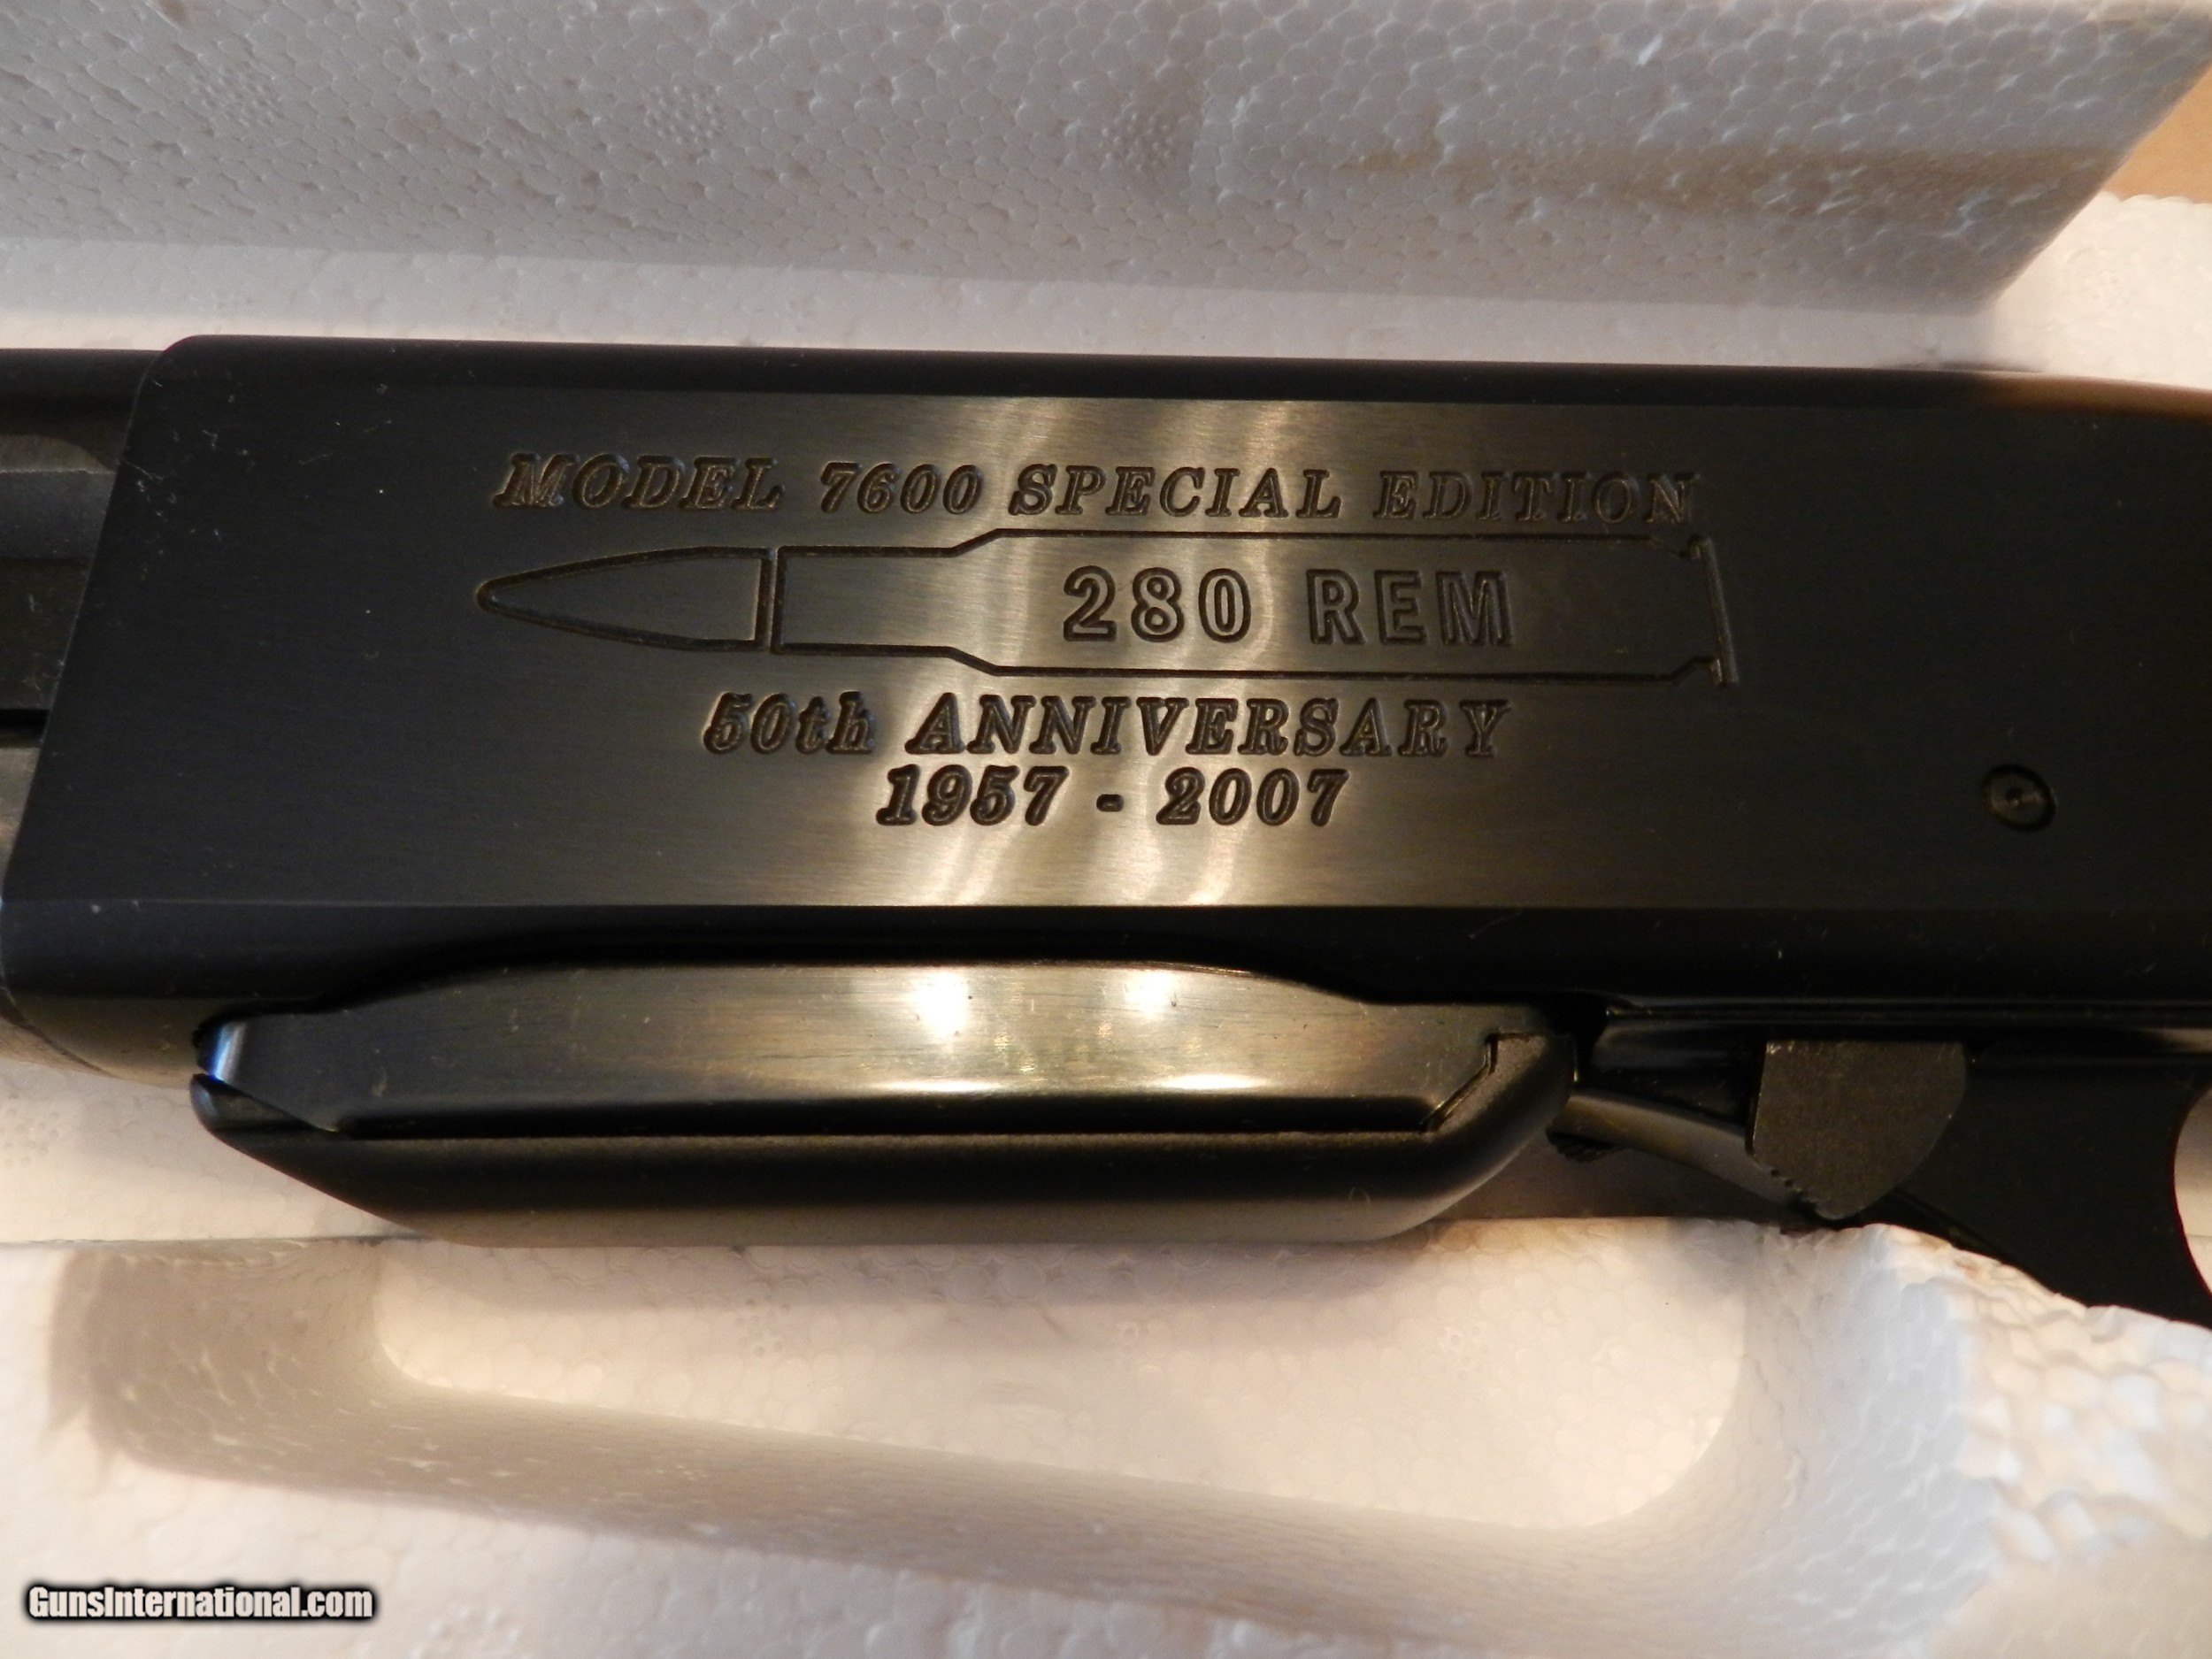 MODEL 7600 SPECIAL EDITION
280 REM
50th ANNIVERSARY
1957 - 2007
GunsInternational.com